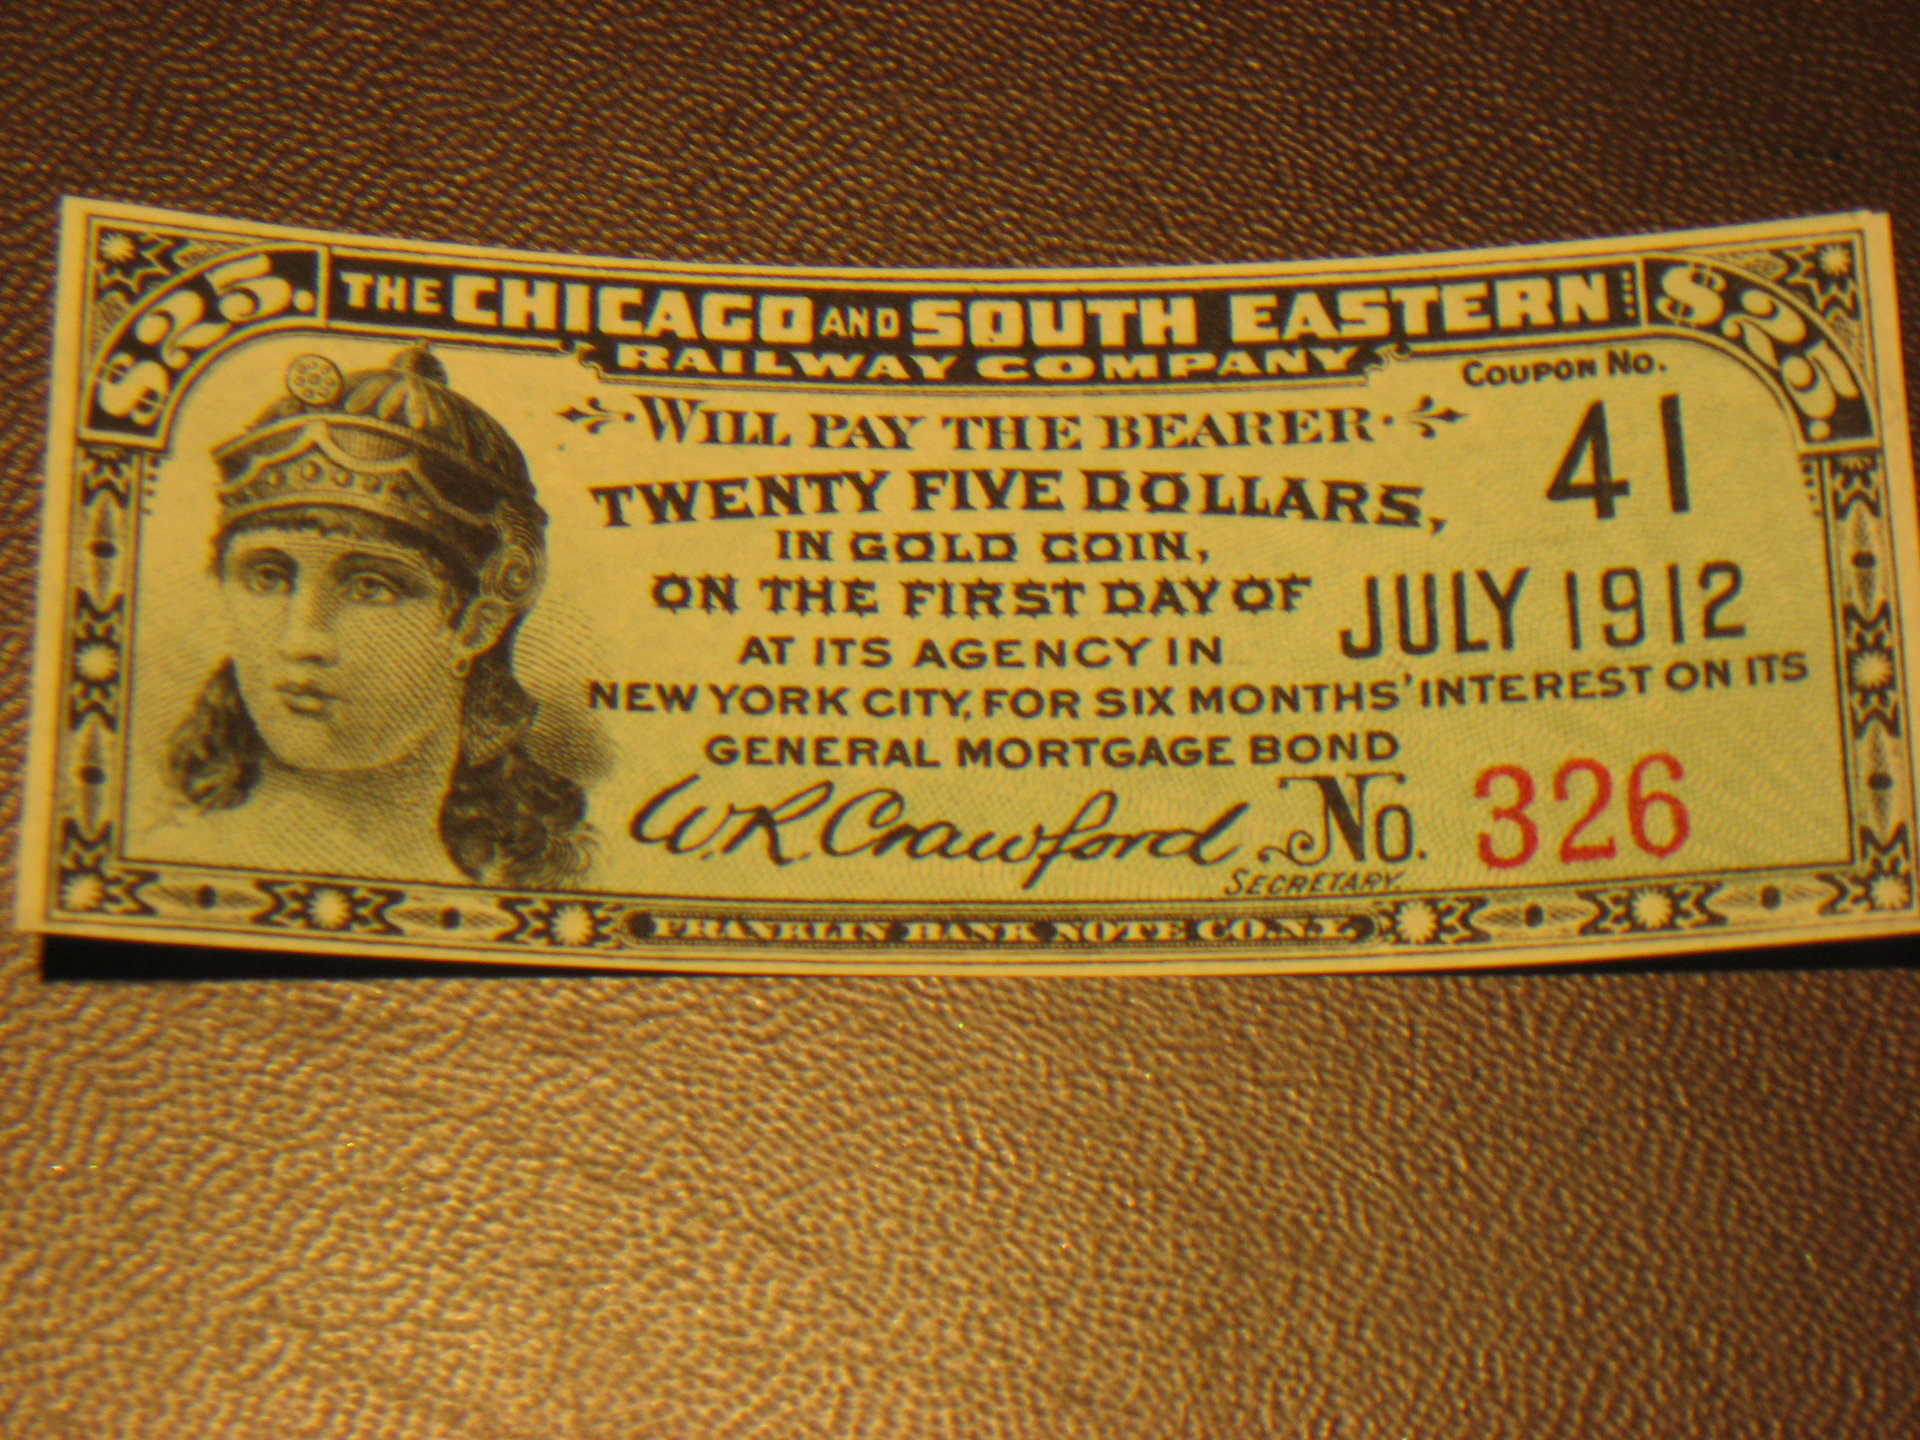 $25. THE CHICAGO AND SOUTH EASTERN $25.
RAILWAY COMPANY
COUPON NO.
41
WILL PAY THE BEARER
TWENTY FIVE DOLLARS,
IN GOLD COIN,
ON THE FIRST DAY OF JULY 1912
AT ITS AGENCY IN
NEW YORK CITY, FOR SIX MONTHS' INTEREST ON ITS
GENERAL MORTGAGE BOND
W. R. Crawford No. 326
SECRETARY.
FRANKLIN BANK NOTE CO. N.Y.